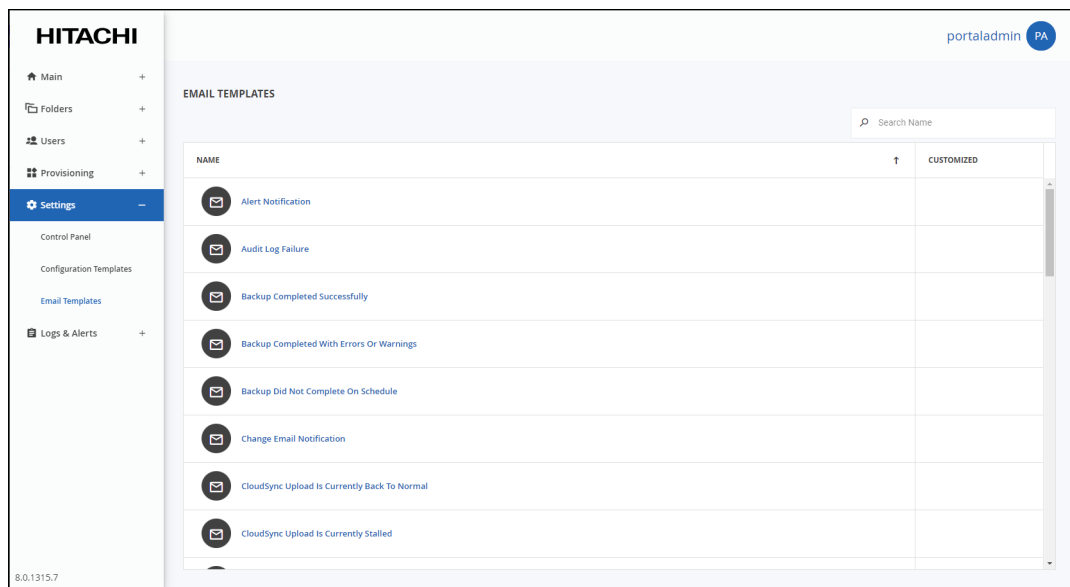 HITACHI
portaladmin PA
Main +
Folders +
Users +
Provisioning +
Settings −
Control Panel
Configuration Templates
Email Templates
Logs & Alerts +
8.0.1315.7
EMAIL TEMPLATES
Search Name
NAME ↑ CUSTOMIZED
Alert Notification
Audit Log Failure
Backup Completed Successfully
Backup Completed With Errors Or Warnings
Backup Did Not Complete On Schedule
Change Email Notification
CloudSync Upload Is Currently Back To Normal
CloudSync Upload Is Currently Stalled